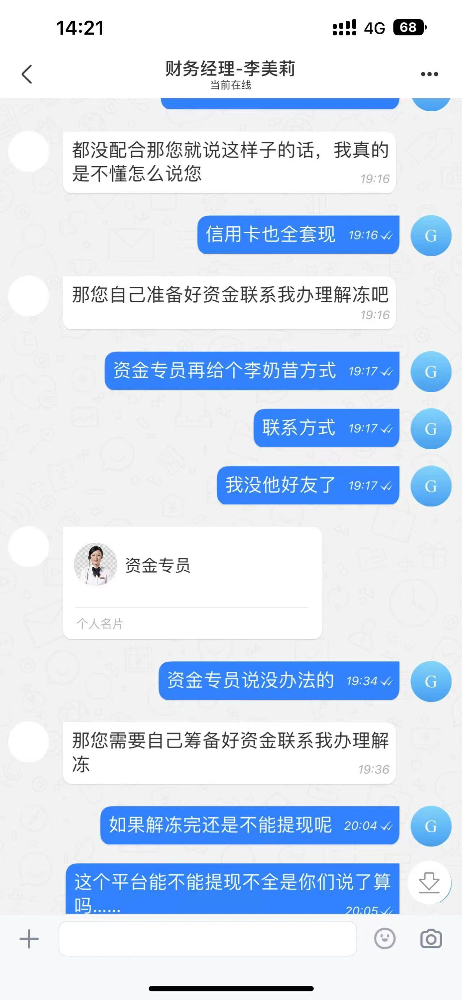 14:21
4G 68
财务经理-李美莉
当前在线
都没配合那您就说这样子的话，我真的
是不懂怎么说您
19:16
信用卡也全套现 19:16
G
那您自己准备好资金联系我办理解冻吧
19:16
资金专员再给个李奶昔方式 19:17
G
联系方式 19:17
G
我没他好友了 19:17
G
资金专员
个人名片
资金专员说没办法的 19:34
G
那您需要自己筹备好资金联系我办理解
冻
19:36
如果解冻完还是不能提现呢 20:04
G
这个平台能不能提现不全是你们说了算
吗......
20:05